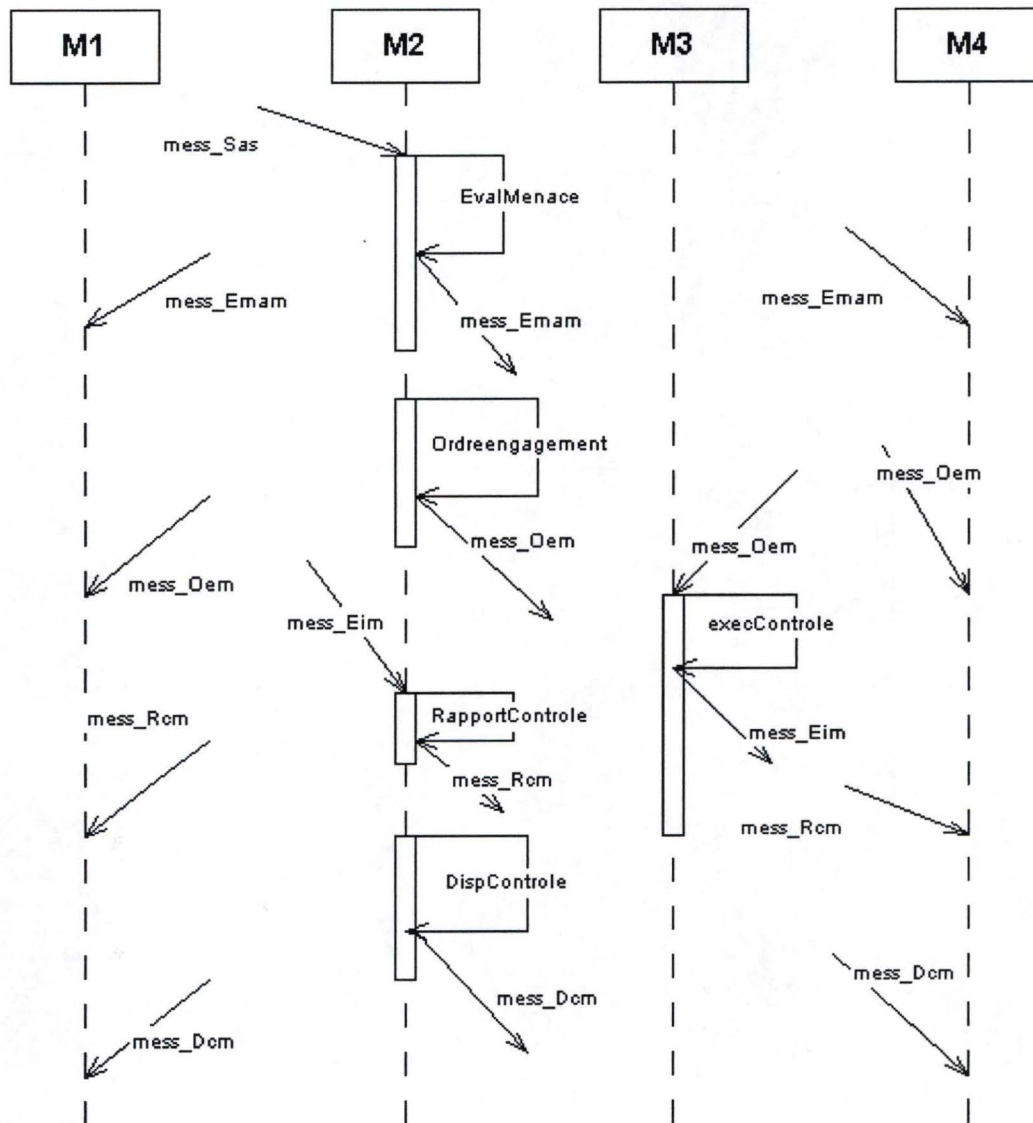 M1
M2
M3
M4
mess_Sas
EvalMenace
mess_Emam
mess_Emam
mess_Emam
Ordreengagement
mess_Oem
mess_Oem
mess_Oem
mess_Oem
mess_Eim
execControle
mess_Rcm
RapportControle
mess_Eim
mess_Rcm
mess_Rcm
DispControle
mess_Dcm
mess_Dcm
mess_Dcm